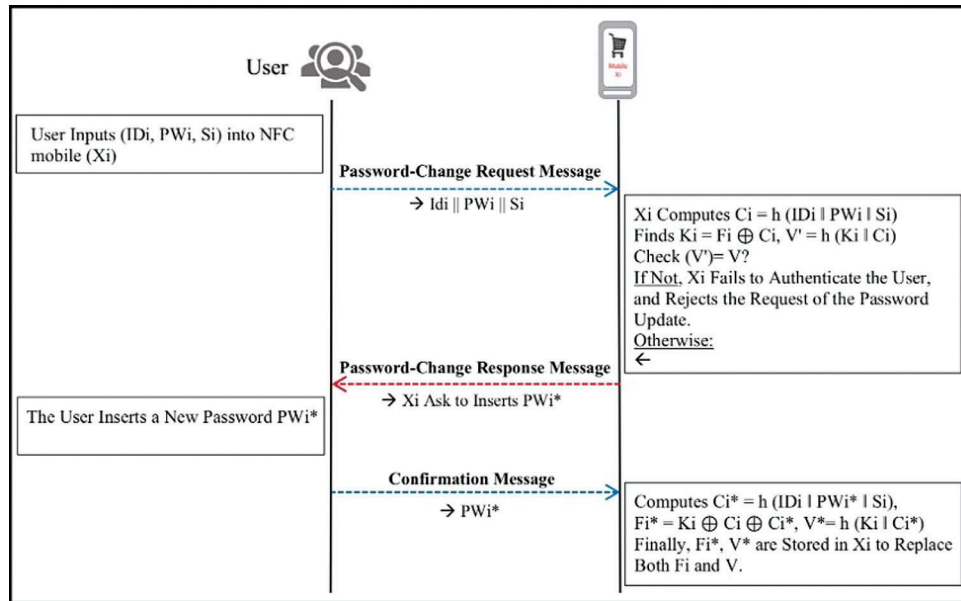 User
Mobile
Xi
User Inputs (IDi, PWi, Si) into NFC
mobile (Xi)
Password-Change Request Message
→ Idi || PWi || Si
Xi Computes Ci = h (IDi ‖ PWi ‖ Si)
Finds Ki = Fi ⊕ Ci, V' = h (Ki ‖ Ci)
Check (V')= V?
If Not, Xi Fails to Authenticate the User,
and Rejects the Request of the Password
Update.
Otherwise:
←
Password-Change Response Message
→ Xi Ask to Inserts PWi*
The User Inserts a New Password PWi*
Confirmation Message
→ PWi*
Computes Ci* = h (IDi ‖ PWi* ‖ Si),
Fi* = Ki ⊕ Ci ⊕ Ci*, V*= h (Ki ‖ Ci*)
Finally, Fi*, V* are Stored in Xi to Replace
Both Fi and V.